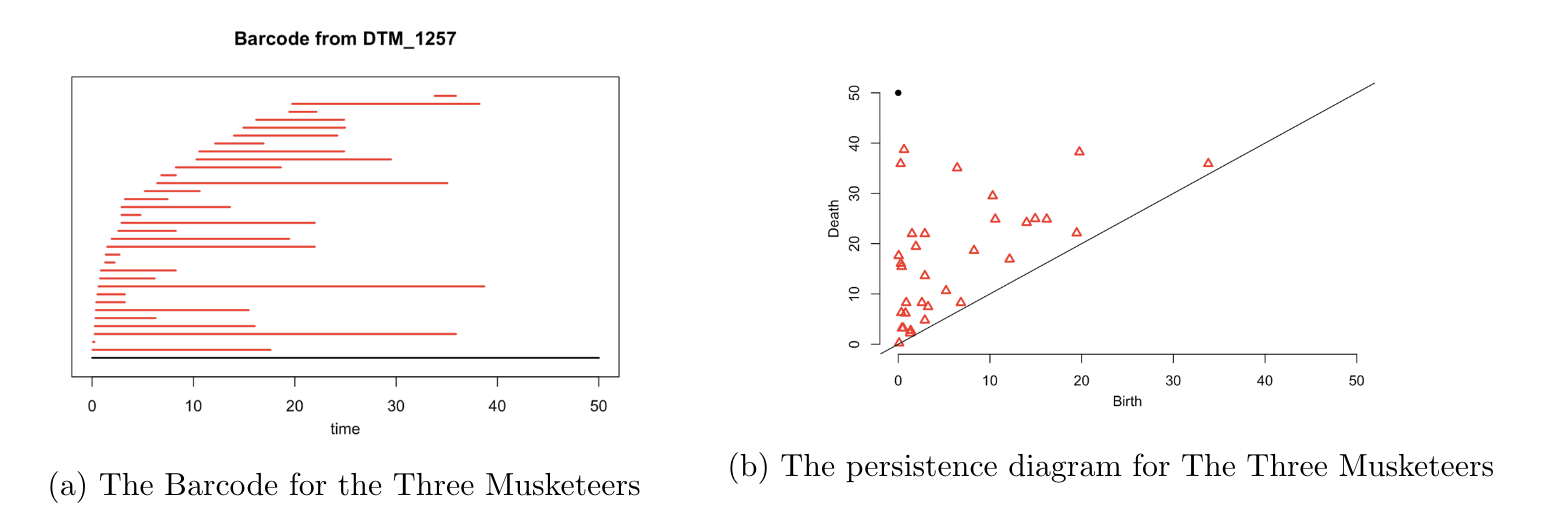 Barcode from DTM_1257
0 10 20 30 40 50
time
(a) The Barcode for the Three Musketeers
50
40
30
20
10
0
Death
0 10 20 30 40 50
Birth
(b) The persistence diagram for The Three Musketeers